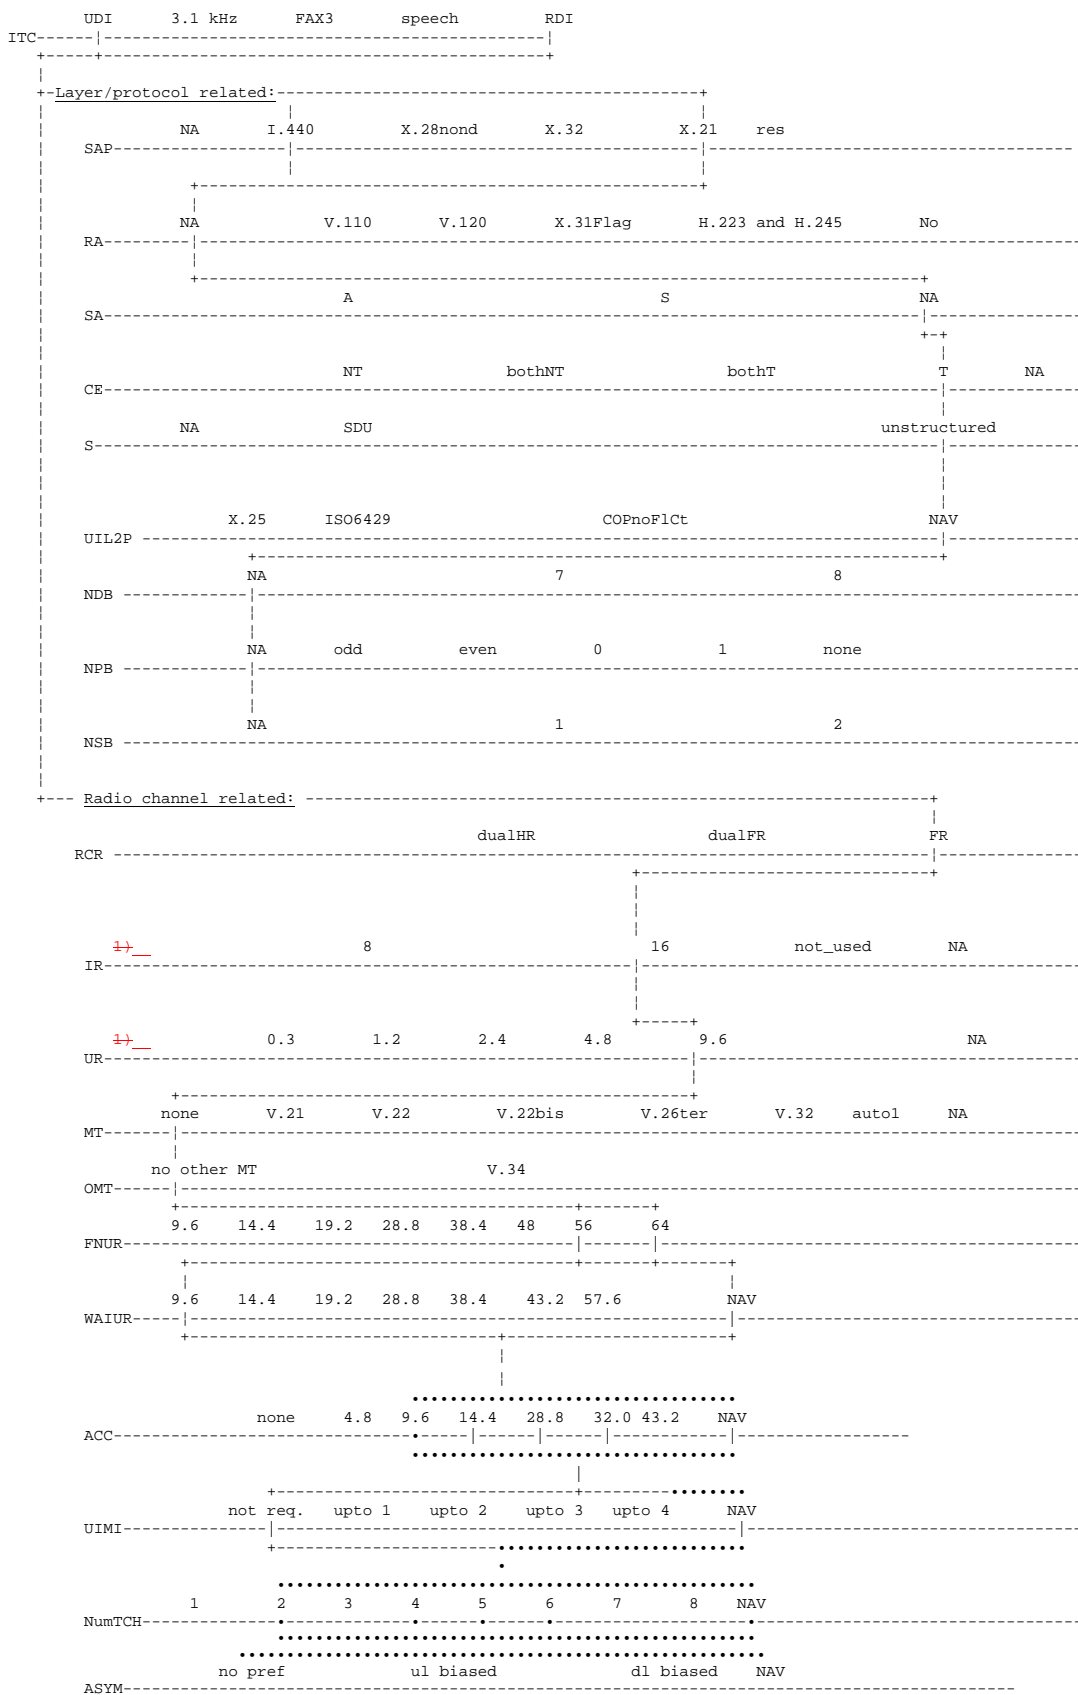 UDI 3.1 kHz FAX3 speech RDI
ITC
Layer/protocol related:
NA I.440 X.28nond X.32 X.21 res
SAP
NA V.110 V.120 X.31Flag H.223 and H.245 No
RA
A S NA
SA
NT bothNT bothT T NA
CE
NA SDU unstructured
S
X.25 ISO6429 COPnoFlCt NAV
UIL2P
NA 7 8
NDB
NA odd even 0 1 none
NPB
NA 1 2
NSB
Radio channel related:
dualHR dualFR FR
RCR
1) 8 16 not_used NA
IR
1) 0.3 1.2 2.4 4.8 9.6 NA
UR
none V.21 V.22 V.22bis V.26ter V.32 auto1 NA
MT
no other MT V.34
OMT
9.6 14.4 19.2 28.8 38.4 48 56 64
FNUR
9.6 14.4 19.2 28.8 38.4 43.2 57.6 NAV
WAIUR
none 4.8 9.6 14.4 28.8 32.0 43.2 NAV
ACC
not req. upto 1 upto 2 upto 3 upto 4 NAV
UIMI
1 2 3 4 5 6 7 8 NAV
NumTCH
no pref ul biased dl biased NAV
ASYM